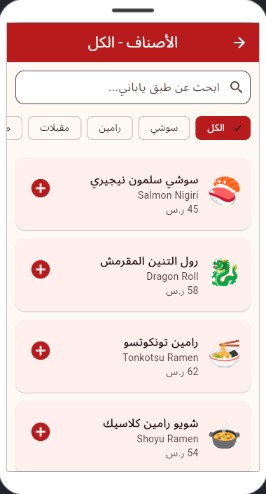 الأصناف - الكل
ابحث عن طبق ياباني...
الكل
سوشي
رامين
مقبلات
سوشي سلمون نيجيري
Salmon Nigiri
45 ر.س
رول التنين المقرمش
Dragon Roll
58 ر.س
رامين تونكوتسو
Tonkotsu Ramen
62 ر.س
شويو رامين كلاسيك
Shoyu Ramen
54 ر.س